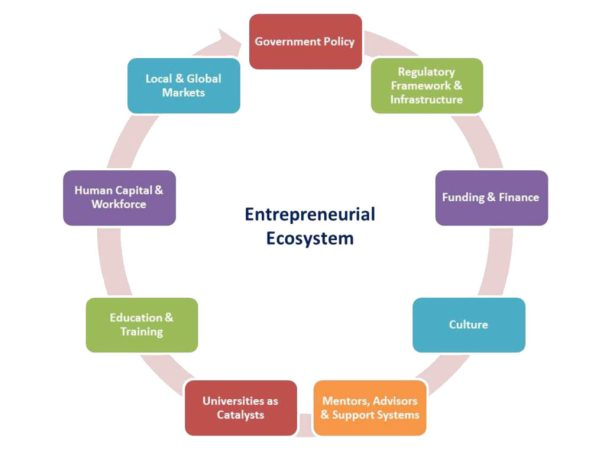 Government Policy
Regulatory
Framework &
Infrastructure
Funding & Finance
Culture
Mentors, Advisors
& Support Systems
Universities as
Catalysts
Education &
Training
Human Capital &
Workforce
Local & Global
Markets
Entrepreneurial
Ecosystem